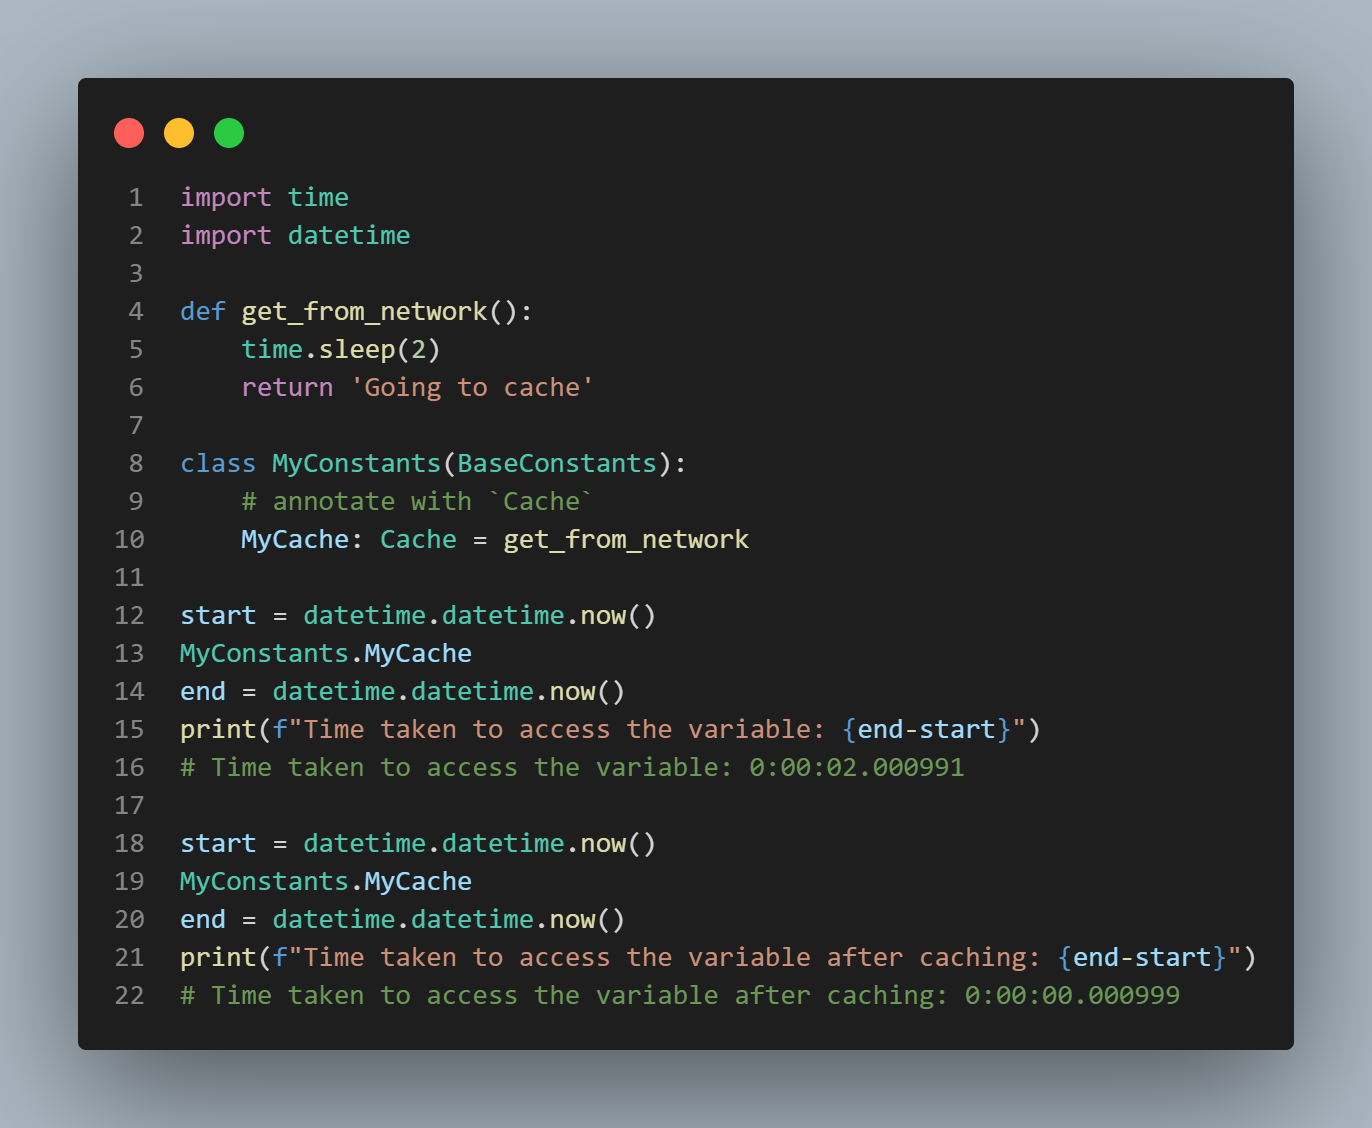 1 import time
2 import datetime
3
4 def get_from_network():
5     time.sleep(2)
6     return 'Going to cache'
7
8 class MyConstants(BaseConstants):
9     # annotate with `Cache`
10     MyCache: Cache = get_from_network
11
12 start = datetime.datetime.now()
13 MyConstants.MyCache
14 end = datetime.datetime.now()
15 print(f"Time taken to access the variable: {end-start}")
16 # Time taken to access the variable: 0:00:02.000991
17
18 start = datetime.datetime.now()
19 MyConstants.MyCache
20 end = datetime.datetime.now()
21 print(f"Time taken to access the variable after caching: {end-start}")
22 # Time taken to access the variable after caching: 0:00:00.000999